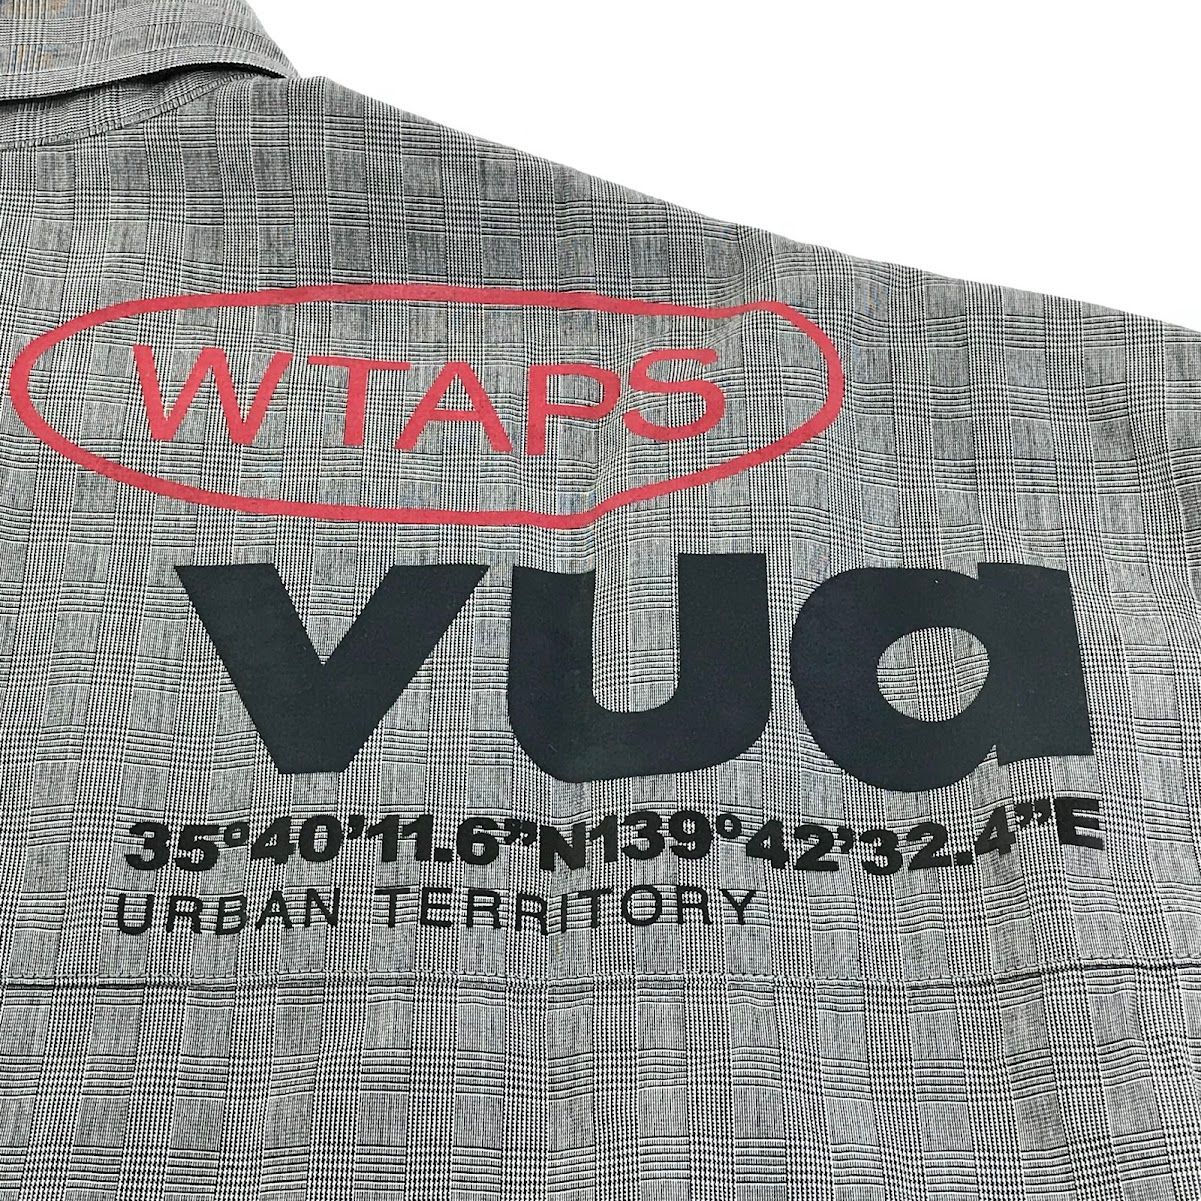 WTAPS
vua
35°40’11.6”N139°42’32.4”E
URBAN TERRITORY